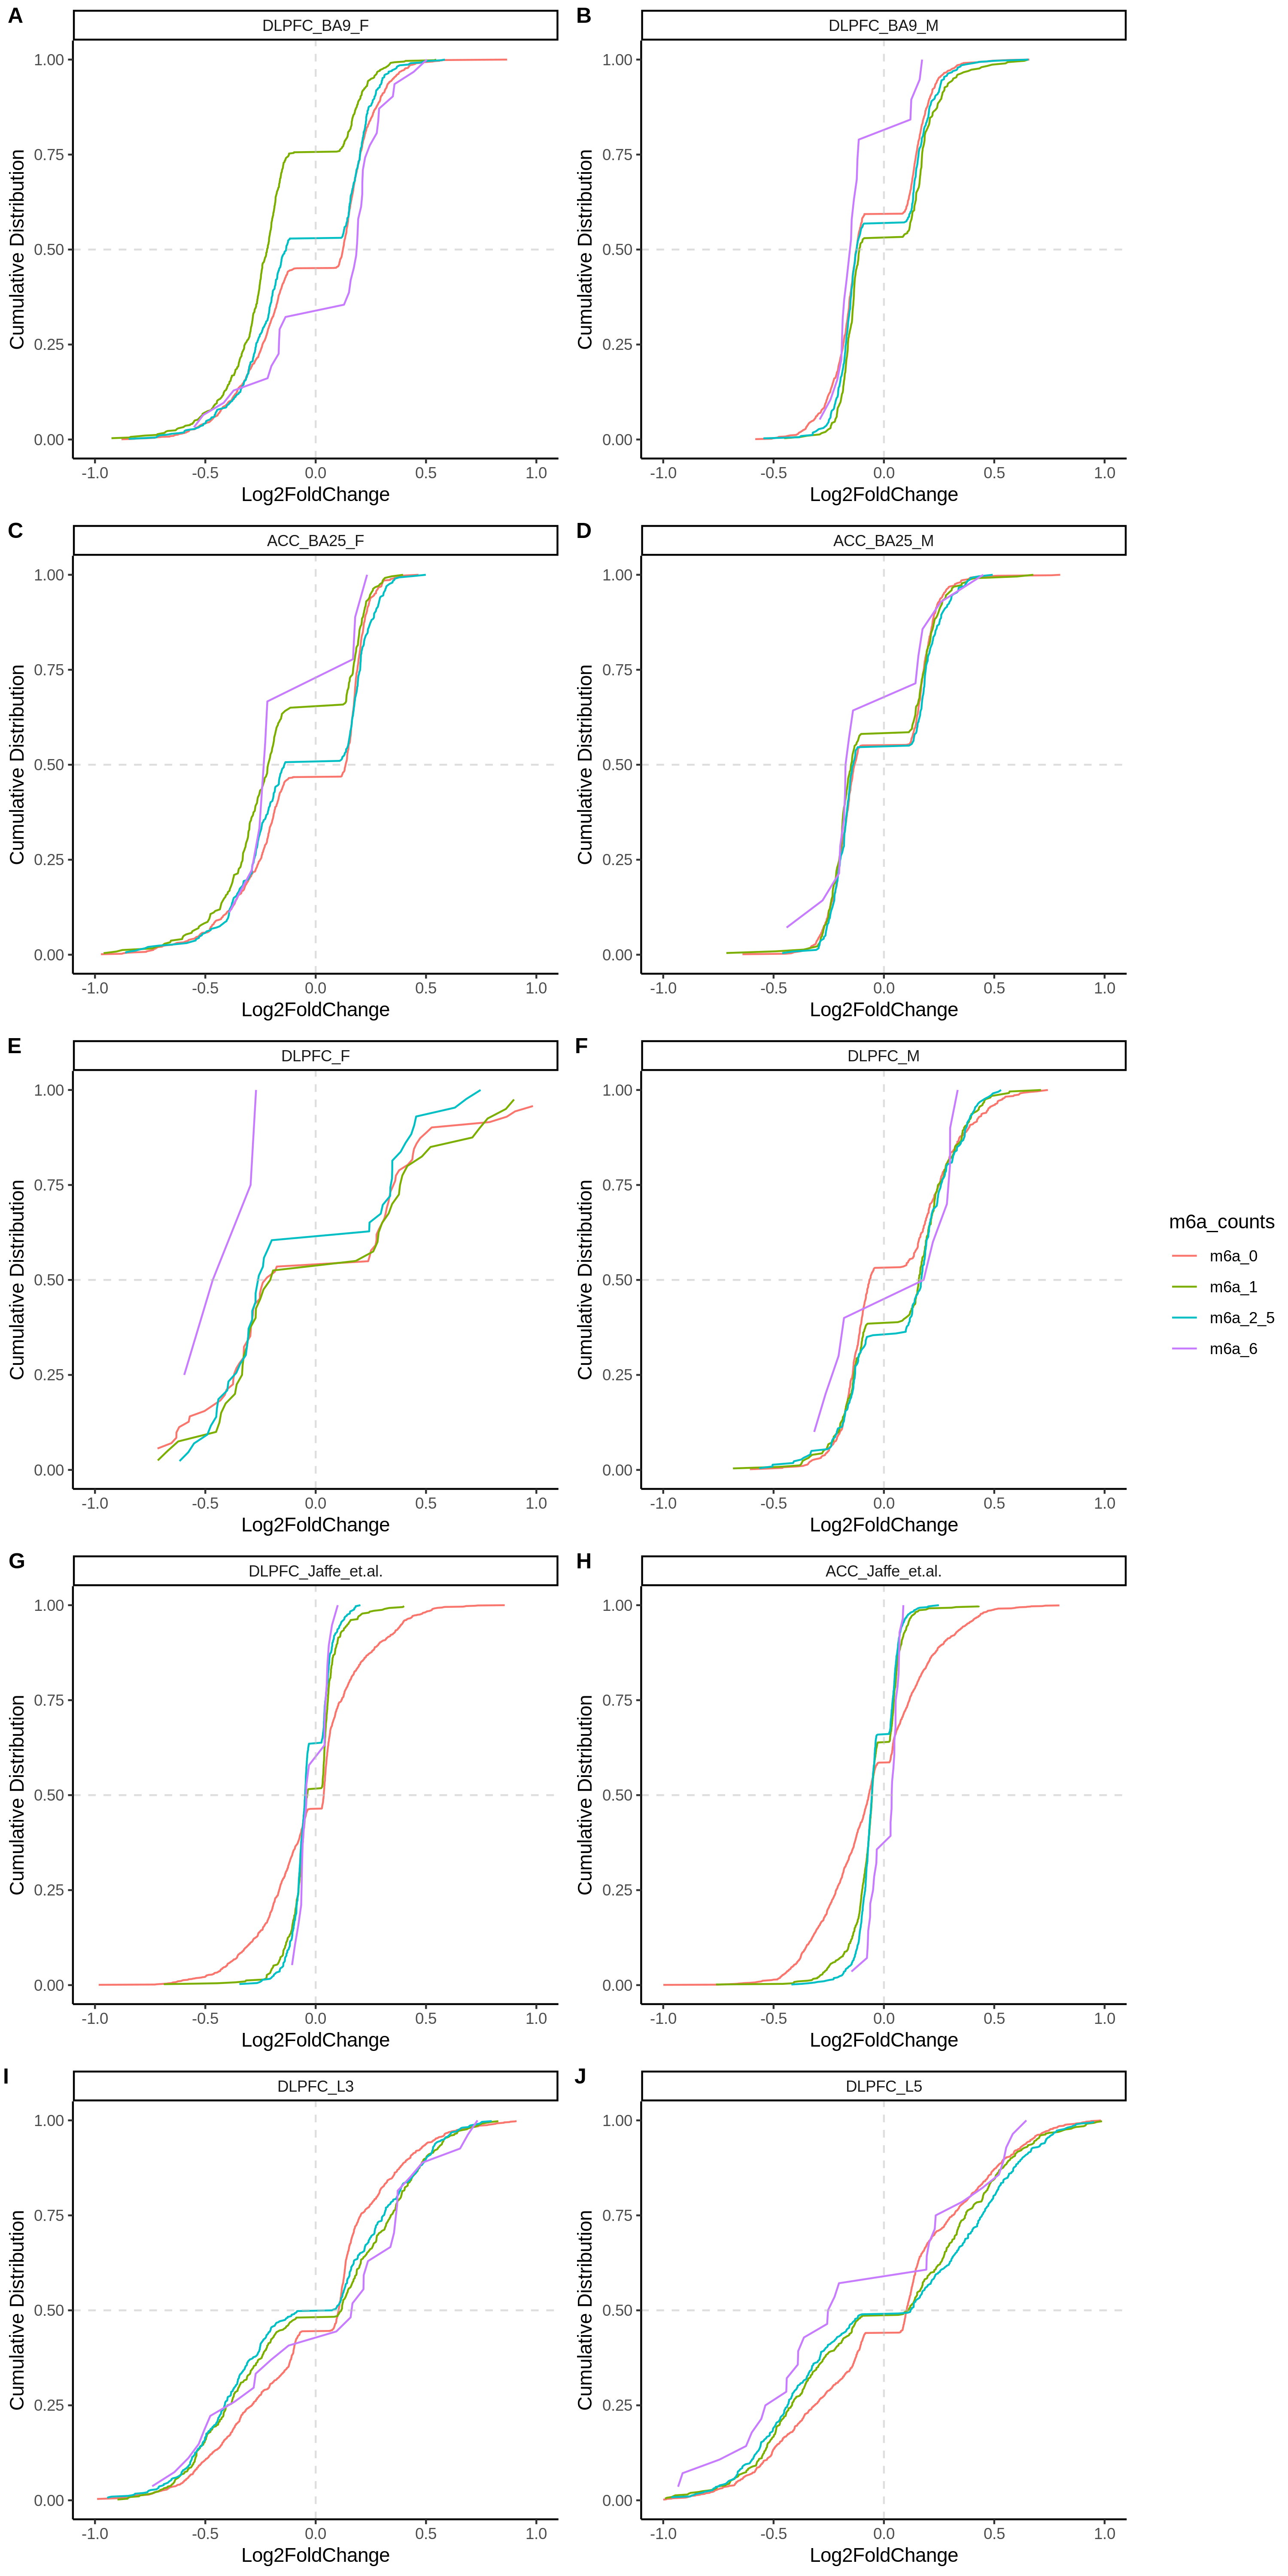 A
DLPFC_BA9_F
Cumulative Distribution
1.00
0.75
0.50
0.25
0.00
-1.0 -0.5 0.0 0.5 1.0
Log2FoldChange
B
DLPFC_BA9_M
Cumulative Distribution
1.00
0.75
0.50
0.25
0.00
-1.0 -0.5 0.0 0.5 1.0
Log2FoldChange
C
ACC_BA25_F
Cumulative Distribution
1.00
0.75
0.50
0.25
0.00
-1.0 -0.5 0.0 0.5 1.0
Log2FoldChange
D
ACC_BA25_M
Cumulative Distribution
1.00
0.75
0.50
0.25
0.00
-1.0 -0.5 0.0 0.5 1.0
Log2FoldChange
E
DLPFC_F
Cumulative Distribution
1.00
0.75
0.50
0.25
0.00
-1.0 -0.5 0.0 0.5 1.0
Log2FoldChange
F
DLPFC_M
Cumulative Distribution
1.00
0.75
0.50
0.25
0.00
-1.0 -0.5 0.0 0.5 1.0
Log2FoldChange
m6a_counts
m6a_0
m6a_1
m6a_2_5
m6a_6
G
DLPFC_Jaffe_et.al.
Cumulative Distribution
1.00
0.75
0.50
0.25
0.00
-1.0 -0.5 0.0 0.5 1.0
Log2FoldChange
H
ACC_Jaffe_et.al.
Cumulative Distribution
1.00
0.75
0.50
0.25
0.00
-1.0 -0.5 0.0 0.5 1.0
Log2FoldChange
I
DLPFC_L3
Cumulative Distribution
1.00
0.75
0.50
0.25
0.00
-1.0 -0.5 0.0 0.5 1.0
Log2FoldChange
J
DLPFC_L5
Cumulative Distribution
1.00
0.75
0.50
0.25
0.00
-1.0 -0.5 0.0 0.5 1.0
Log2FoldChange